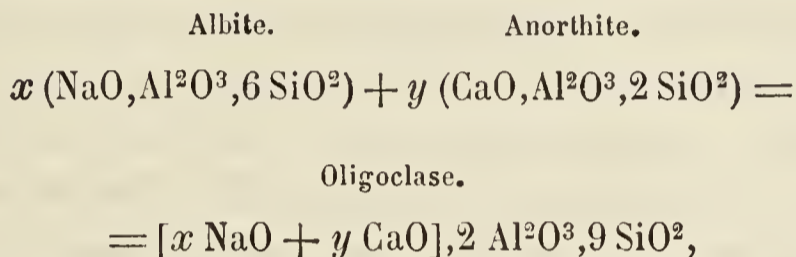 Albite. Anorthite.
x (NaO,Al²O³,6 SiO²) + y (CaO,Al²O³,2 SiO²) =
Oligoclase.
= [x NaO + y CaO],2 Al²O³,9 SiO²,